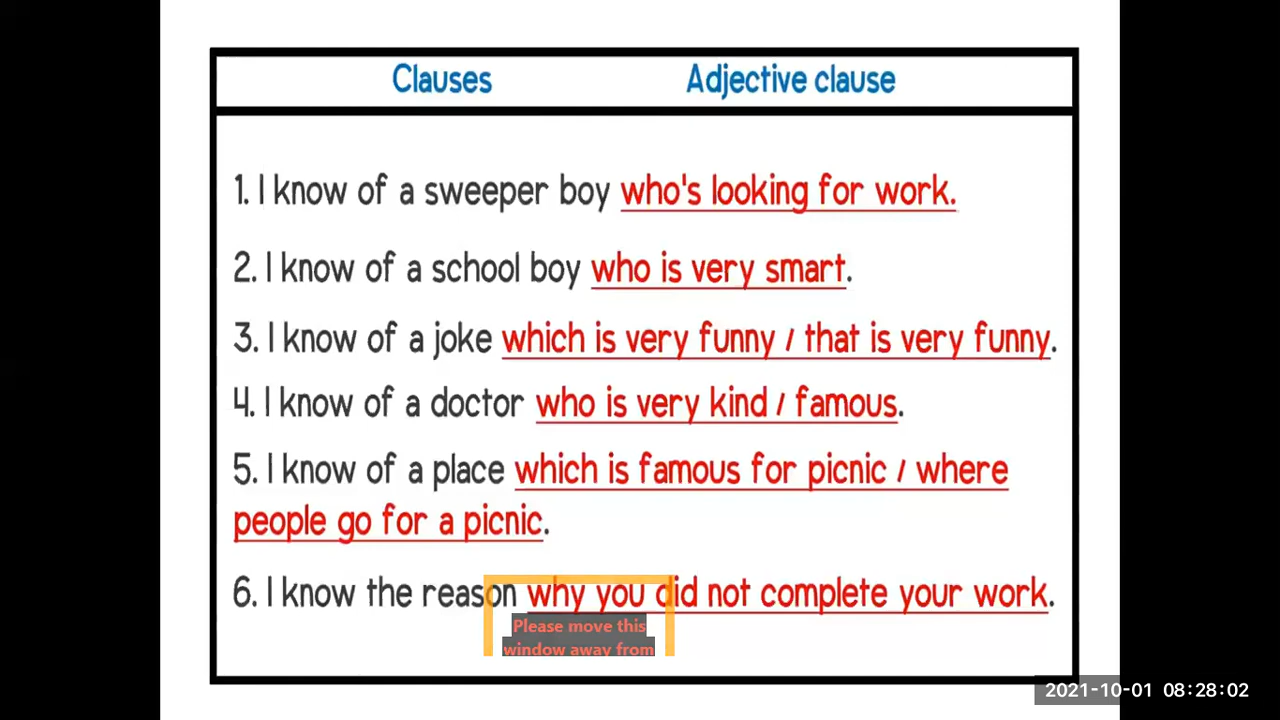 Clauses Adjective clause
1. I know of a sweeper boy who's looking for work.
2. I know of a school boy who is very smart.
3. I know of a joke which is very funny / that is very funny.
4. I know of a doctor who is very kind / famous.
5. I know of a place which is famous for picnic / where
people go for a picnic.
6. I know the reason why you did not complete your work.
Please move this
window away from
2021-10-01 08:28:02